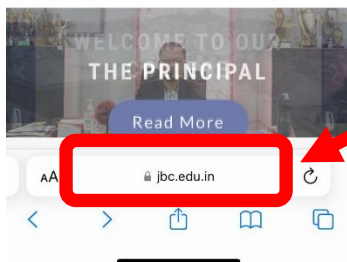 WELCOME TO OUR
THE PRINCIPAL
Read More
AA
jbc.edu.in